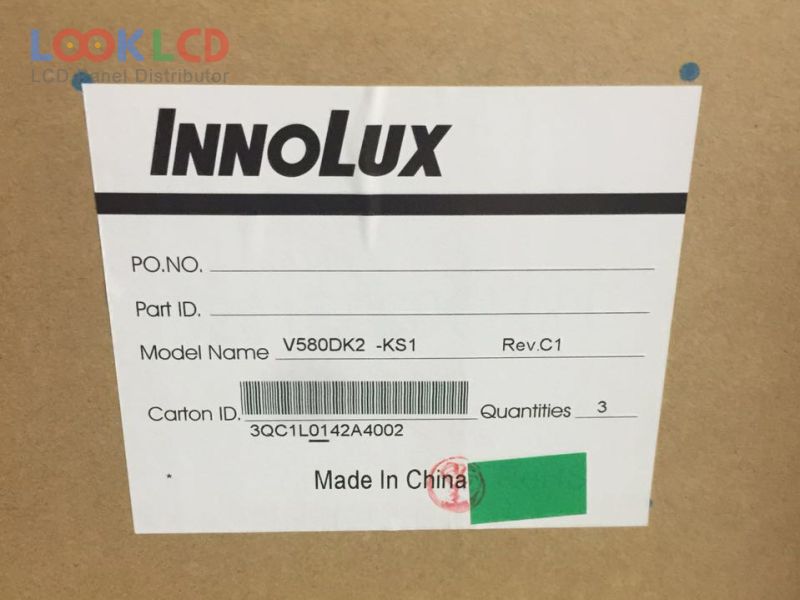 LOOKLCD
LCD Panel Distributor
INNOLUX
PO.NO.
Part ID.
Model Name V580DK2 -KS1 Rev.C1
Carton ID. Quantities 3
3QC1L0142A4002
* Made In China